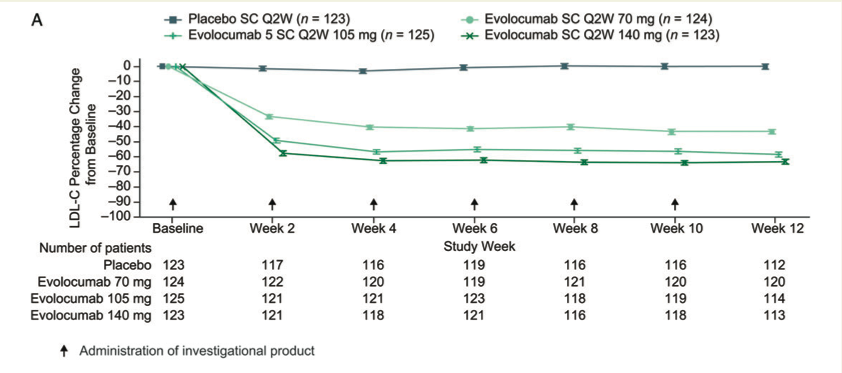 A
Placebo SC Q2W (n = 123) Evolocumab SC Q2W 70 mg (n = 124)
Evolocumab 5 SC Q2W 105 mg (n = 125) Evolocumab SC Q2W 140 mg (n = 123)
LDL-C Percentage Change
from Baseline
0
−10
−20
−30
−40
−50
−60
−70
−80
−90
−100
Baseline Week 2 Week 4 Week 6 Week 8 Week 10 Week 12
Number of patients Study Week
Placebo 123 117 116 119 116 116 112
Evolocumab 70 mg 124 122 120 119 121 120 120
Evolocumab 105 mg 125 121 121 123 118 119 114
Evolocumab 140 mg 123 121 118 121 116 118 113
Administration of investigational product